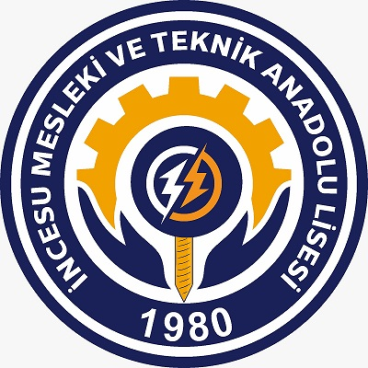 İNCESU MESLEKİ VE TEKNİK ANADOLU LİSESİ
1980